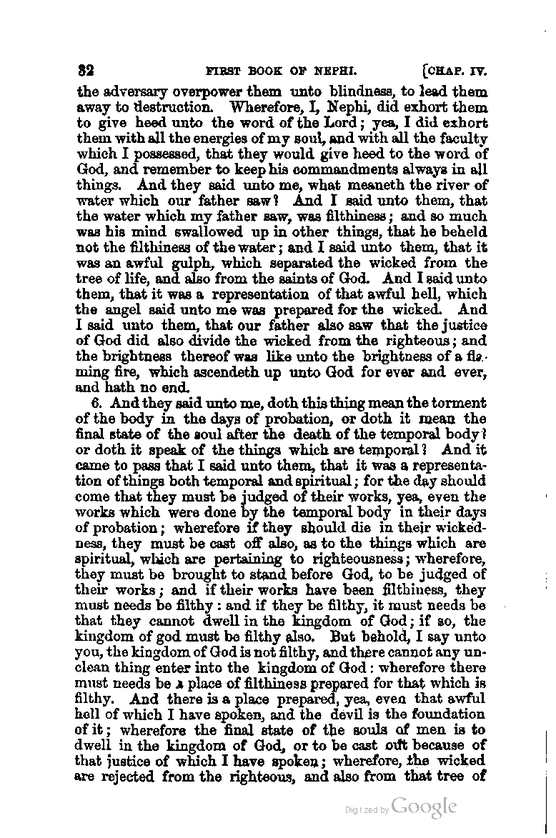 32 FIRST BOOK OF NEPHI. [CHAP. IV.
the adversary overpower them unto blindness, to lead them
away to destruction. Wherefore, I, Nephi, did exhort them
to give heed unto the word of the Lord; yea, I did exhort
them with all the energies of my soul, and with all the faculty
which I possessed, that they would give heed to the word of
God, and remember to keep his commandments always in all
things. And they said unto me, what meaneth the river of
water which our father saw? And I said unto them, that
the water which my father saw, was filthiness; and so much
was his mind swallowed up in other things, that he beheld
not the filthiness of the water; and I said unto them, that it
was an awful gulph, which separated the wicked from the
tree of life, and also from the saints of God. And I said unto
them, that it was a representation of that awful hell, which
the angel said unto me was prepared for the wicked. And
I said unto them, that our father also saw that the justice
of God did also divide the wicked from the righteous; and
the brightness thereof was like unto the brightness of a fla-
ming fire, which ascendeth up unto God for ever and ever,
and hath no end.
6. And they said unto me, doth this thing mean the torment
of the body in the days of probation, or doth it mean the
final state of the soul after the death of the temporal body?
or doth it speak of the things which are temporal? And it
came to pass that I said unto them, that it was a representa-
tion of things both temporal and spiritual; for the day should
come that they must be judged of their works, yea, even the
works which were done by the temporal body in their days
of probation; wherefore if they should die in their wicked-
ness, they must be cast off also, as to the things which are
spiritual, which are pertaining to righteousness; wherefore,
they must be brought to stand before God, to be judged of
their works; and if their works have been filthiness, they
must needs be filthy: and if they be filthy, it must needs be
that they cannot dwell in the kingdom of God; if so, the
kingdom of god must be filthy also. But behold, I say unto
you, the kingdom of God is not filthy, and there cannot any un-
clean thing enter into the kingdom of God: wherefore there
must needs be a place of filthiness prepared for that which is
filthy. And there is a place prepared, yea, even that awful
hell of which I have spoken, and the devil is the foundation
of it; wherefore the final state of the souls of men is to
dwell in the kingdom of God, or to be cast out because of
that justice of which I have spoken; wherefore, the wicked
are rejected from the righteous, and also from that tree of
Digitized by Google